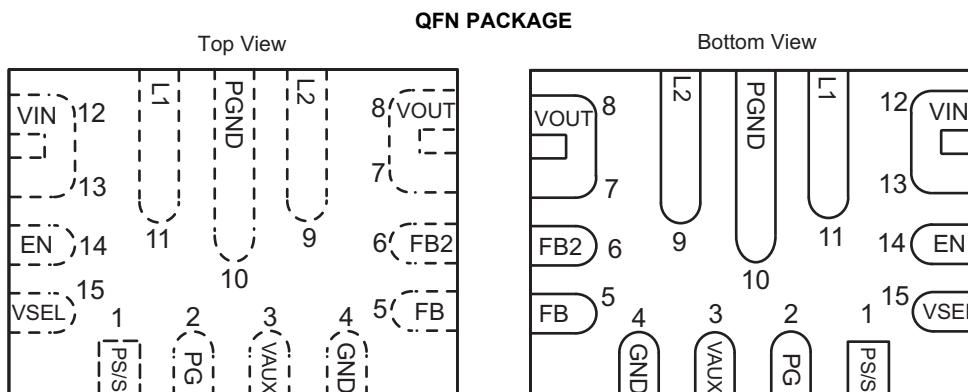 QFN PACKAGE
Top View
Bottom View
VIN 12
13
L1
11
PGND
10
L2
9
8 VOUT
7
EN 14
6 FB2
VSEL 15
5 FB
1 PS/S
2 PG
3 VAUX
4 GND
VOUT 8
7
L2
9
PGND
10
L1
11
12 VIN
13
FB2 6
14 EN
FB 5
15 VSEL
4 GND
3 VAUX
2 PG
1 PS/S